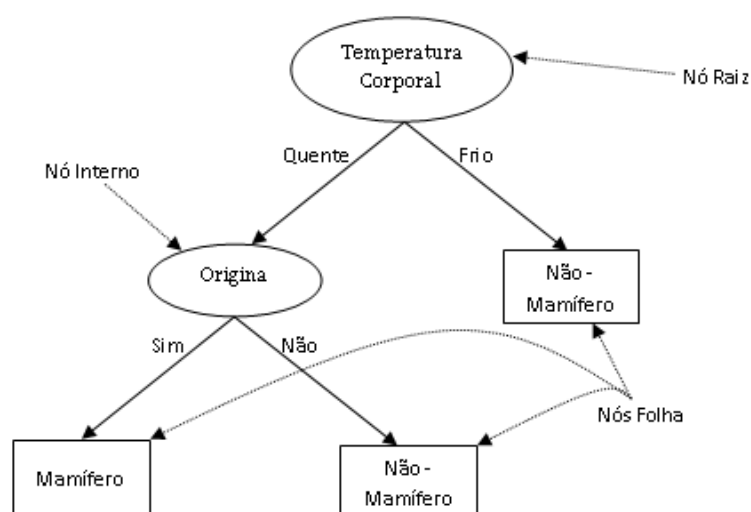 Temperatura
Corporal
Nó Raiz
Quente
Frio
Nó Interno
Origina
Não -
Mamífero
Sim
Não
Nós Folha
Mamífero
Não -
Mamífero